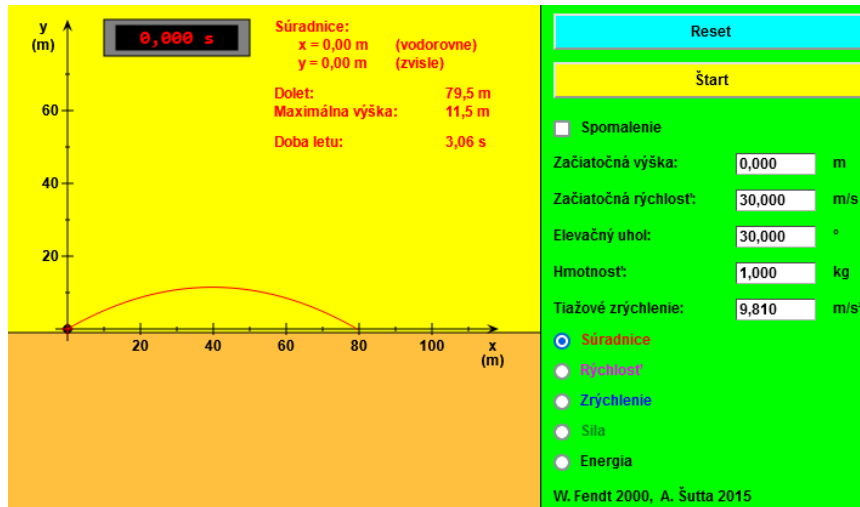 y
(m)
0,000 s
Súradnice:
x = 0,00 m (vodorovne)
y = 0,00 m (zvisle)
Dolet: 79,5 m
Maximálna výška: 11,5 m
Doba letu: 3,06 s
60
40
20
20 40 60 80 100 x
(m)
Reset
Štart
Spomalenie
Začiatočná výška: 0,000 m
Začiatočná rýchlosť: 30,000 m/s
Elevačný uhol: 30,000 °
Hmotnosť: 1,000 kg
Tiažové zrýchlenie: 9,810 m/s²
Súradnice
Rýchlosť
Zrýchlenie
Sila
Energia
W. Fendt 2000, A. Šutta 2015